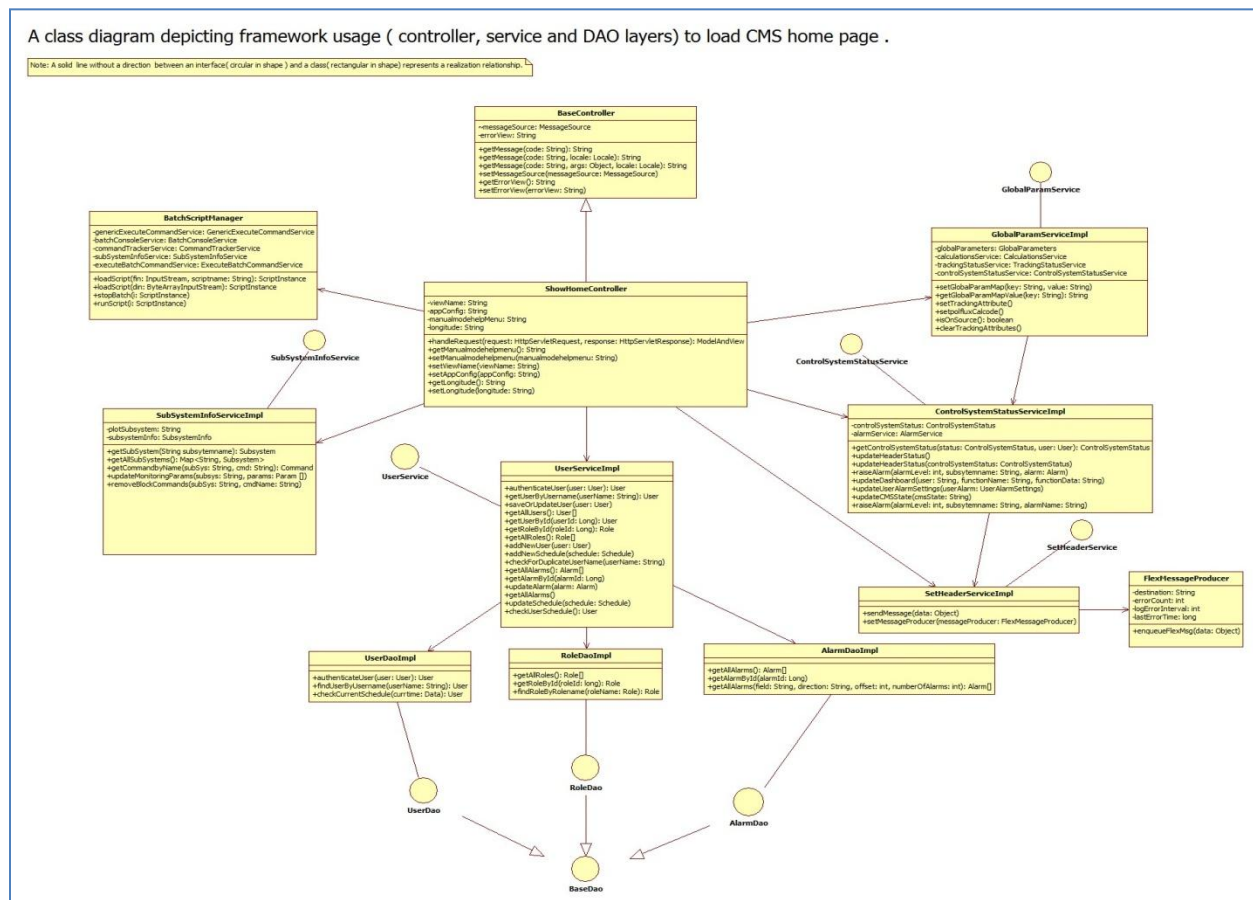 A class diagram depicting framework usage ( controller, service and DAO layers) to load CMS home page .
Note: A solid line without a direction between an interface( circular in shape ) and a class( rectangular in shape) represents a realization relationship.
BaseController
~messageSource: MessageSource
-errorView: String
+getMessage(code: String): String
+getMessage(code: String, locale: Locale): String
+getMessage(code: String, args: Object, locale: Locale): String
+setMessageSource(messageSource: MessageSource)
+getErrorView(): String
+setErrorView(errorView: String)
GlobalParamService
BatchScriptManager
-genericExecuteCommandService: GenericExecuteCommandService
-batchConsoleService: BatchConsoleService
-commandTrackerService: CommandTrackerService
-subSystemInfoService: SubSystemInfoService
-executeBatchCommandService: ExecuteBatchCommandService
+loadScript(fin: InputStream, scriptname: String): ScriptInstance
+loadScript(din: ByteArrayInputStream): ScriptInstance
+stopBatch(i: ScriptInstance)
+runScript(i: ScriptInstance)
GlobalParamServiceImpl
-globalParameters: GlobalParameters
-calculationsService: CalculationsService
-trackingStatusService: TrackingStatusService
-controlSystemStatusService: ControlSystemStatusService
+setGlobalParamMap(key: String, value: String)
+getGlobalParamMapValue(key: String): String
+setTrackingAttribute()
+setpolfluxCalcode()
+isOnSource(): boolean
+clearTrackingAttributes()
ShowHomeController
-viewName: String
-appConfig: String
-manualmodehelpMenu: String
-longitude: String
+handleRequest(request: HttpServletRequest, response: HttpServletResponse): ModelAndView
+getManualmodehelpmenu(): String
+setManualmodehelpmenu(manualmodehelpmenu: String)
+setViewName(viewName: String)
+setAppConfig(appConfig: String)
+getLongitude(): String
+setLongitude(longitude: String)
SubSystemInfoService
ControlSystemStatusService
SubSystemInfoServiceImpl
-plotSubsystem: String
-subsystemInfo: SubsystemInfo
+getSubSystem(String subsytemname): Subsystem
+getAllSubSystems(): Map <String, Subsystem>
+getCommandbyName(subSys: String, cmd: String): Command
+updateMonitoringParams(subsys: String, params: Param [])
+removeBlockCommands(subSys: String, cmdName: String)
ControlSystemStatusServiceImpl
-controlSystemStatus: ControlSystemStatus
-alarmService: AlarmService
+getControlSystemStatus(status: ControlSystemStatus, user: User): ControlSystemStatus
+updateHeaderStatus()
+updateHeaderStatus(controlSystemStatus: ControlSystemStatus)
+raiseAlarm(alarmLevel: int, subsytemname: String, alarm: Alarm)
+updateDashboard(user: String, functionName: String, functionData: String)
+updateUserAlarmSettings(userAlarm: UserAlarmSettings)
+updateCMSState(cmsState: String)
+raiseAlarm(alarmLevel: int, subsytemname: String, alarmName: String)
UserService
UserServiceImpl
+authenticateUser(user: User): User
+getUserByUsername(userName: String): User
+saveOrUpdateUser(user: User)
+getAllUsers(): User[]
+getUserById(userId: Long): User
+getRoleById(roleId: Long): Role
+getAllRoles(): Role[]
+addNewUser(user: User)
+addNewSchedule(schedule: Schedule)
+checkForDuplicateUserName(userName: String)
+getAllAlarms(): Alarm[]
+getAlarmById(alarmId: Long)
+updateAlarm(alarm: Alarm)
+getAllAlarms()
+updateSchedule(schedule: Schedule)
+checkUserSchedule(): User
SetHeaderService
SetHeaderServiceImpl
+sendMessage(data: Object)
+setMessageProducer(messageProducer: FlexMessageProducer)
FlexMessageProducer
-destination: String
-errorCount: int
-logErrorInterval: int
-lastErrorTime: long
+enqueueFlexMsg(data: Object)
UserDaoImpl
+authenticateUser(user: User): User
+findUserByUsername(userName: String): User
+checkCurrentSchedule(currtime: Data): User
RoleDaoImpl
+getAllRoles(): Role[]
+getRoleById(roleId: long): Role
+findRoleByRolename(roleName: Role): Role
AlarmDaoImpl
+getAllAlarms(): Alarm[]
+getAlarmById(alarmId: Long)
+getAllAlarms(field: String, direction: String, offset: int, numberOfAlarms: int): Alarm[]
UserDao
RoleDao
AlarmDao
BaseDao